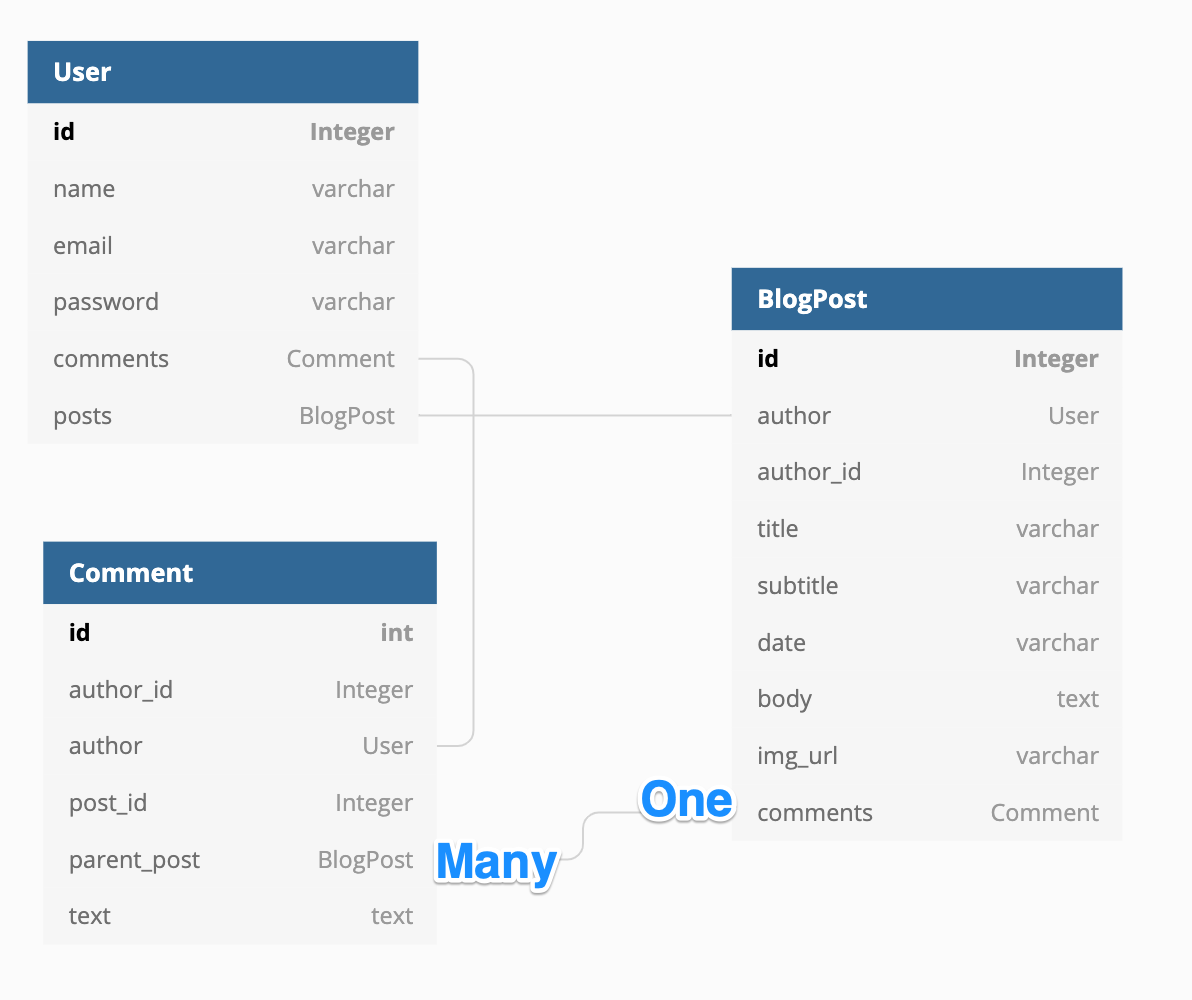 User
id Integer
name varchar
email varchar
password varchar
comments Comment
posts BlogPost
BlogPost
id Integer
author User
author_id Integer
title varchar
subtitle varchar
date varchar
body text
img_url varchar
comments Comment
Comment
id int
author_id Integer
author User
post_id Integer
parent_post BlogPost
text text
One
Many